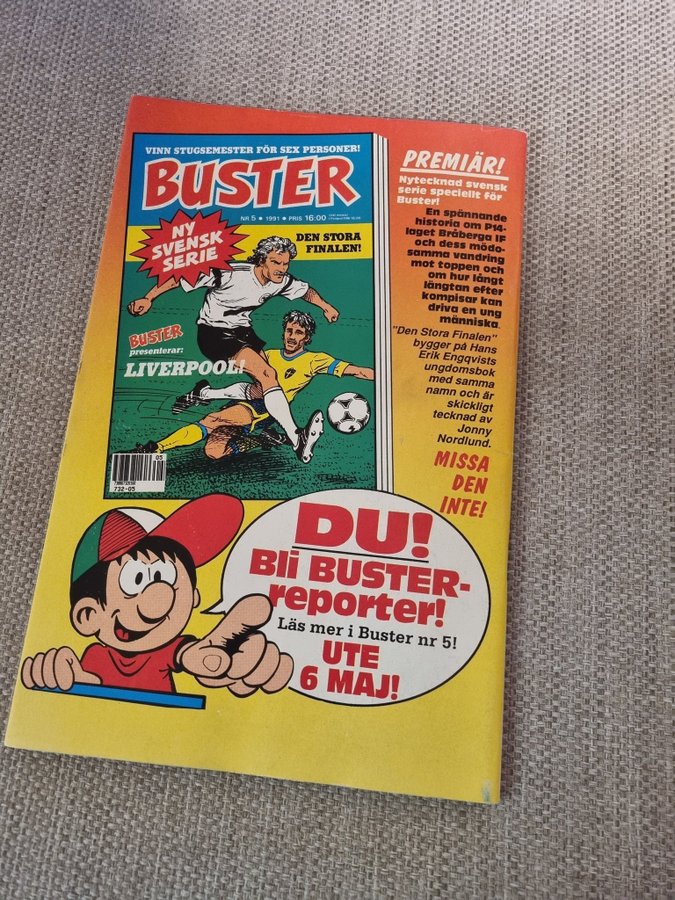 VINN STUGSEMESTER FÖR SEX PERSONER!
BUSTER
NR 5 • 1991 • PRIS 16:00
NY
SVENSK
SERIE
DEN STORA
FINALEN!
BUSTER
presenterar:
LIVERPOOL!
05
732-05
PREMIÄR!
Nytecknad svensk
serie speciellt för
Buster!
En spännande
historia om P14-
laget Bråberga IF
och dess mödo-
samma vandring
mot toppen och
om hur långt
längtan efter
kompisar kan
driva en ung
människa.
"Den Stora Finalen"
bygger på Hans
Erik Engqvists
ungdomsbok
med samma
namn och är
skickligt
tecknad av
Jonny
Nordlund.
MISSA
DEN
INTE!
DU!
Bli BUSTER-
reporter!
Läs mer i Buster nr 5!
UTE
6 MAJ!